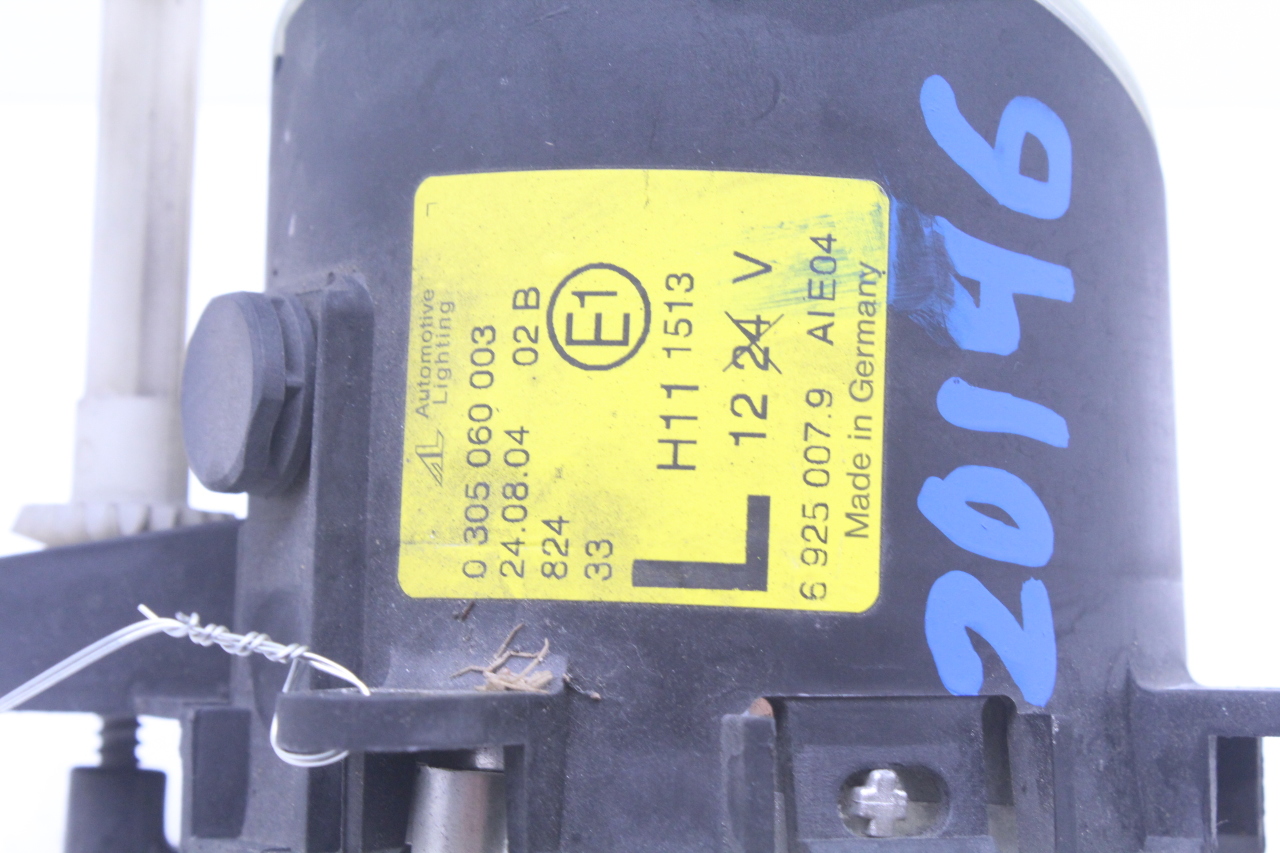 AL Automotive
Lighting
0 305 060 003
24.08.04 02 B
824
33
E1
L H11 1513
12 24 V
6 925 007.9 AI E04
Made in Germany
20146